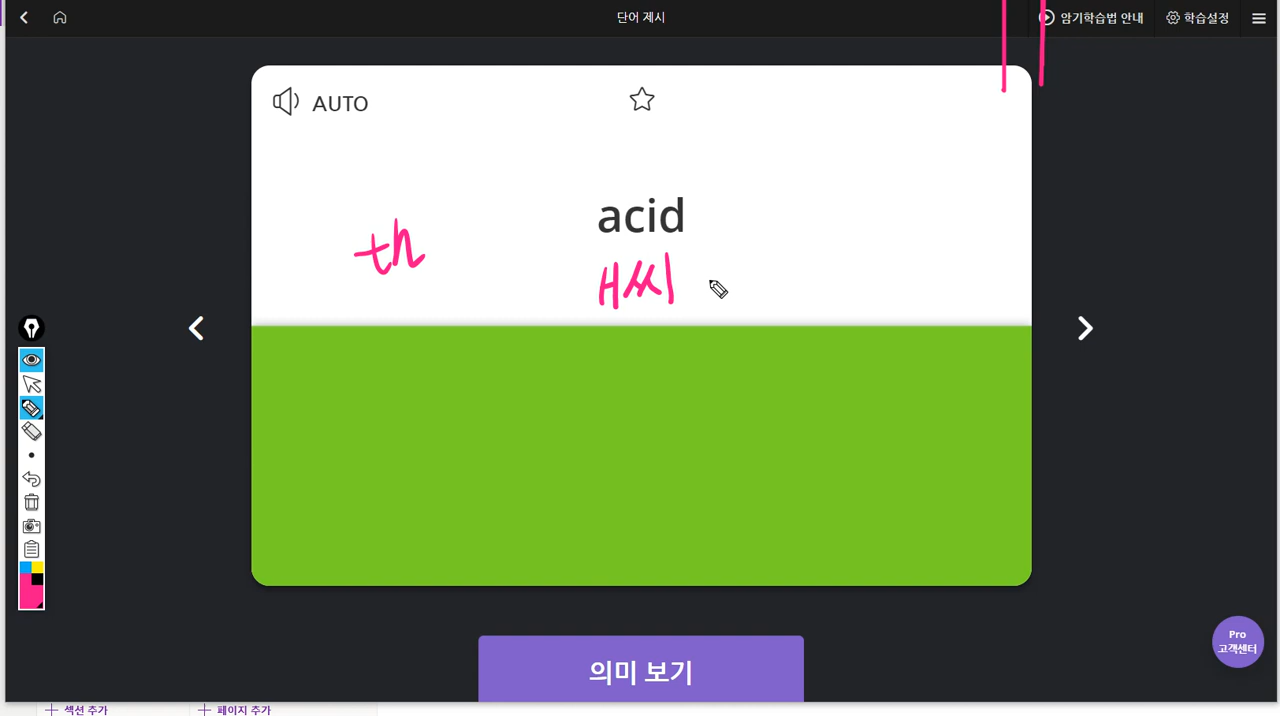 단어 제시
암기학습법 안내
학습설정
AUTO
acid
th
ㅐ씨
의미 보기
Pro
고객센터
섹션 추가
페이지 추가